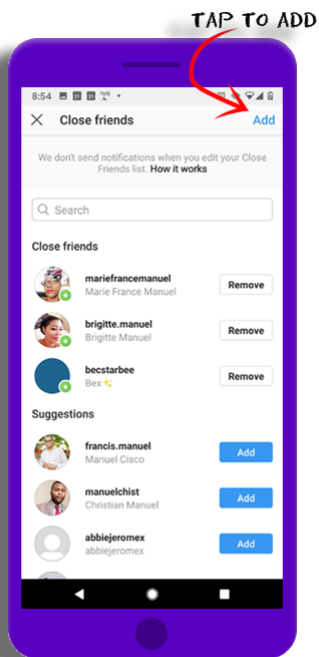 TAP TO ADD
8:54
Close friends
Add
We don't send notifications when you edit your Close
Friends list. How it works
Search
Close friends
mariefrancemanuel
Marie France Manuel
Remove
brigitte.manuel
Brigitte Manuel
Remove
becstarbee
Bex✨
Remove
Suggestions
francis.manuel
Manuel Cisco
Add
manuelchist
Christian Manuel
Add
abbiejeromex
abbiejeromex
Add